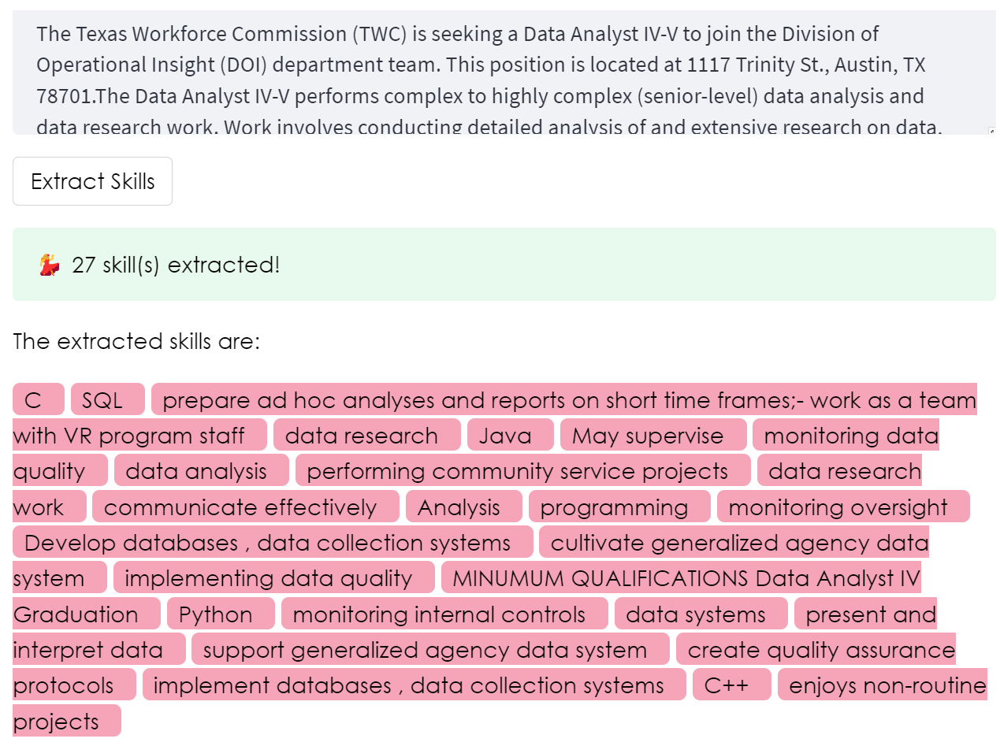 The Texas Workforce Commission (TWC) is seeking a Data Analyst IV-V to join the Division of
Operational Insight (DOI) department team. This position is located at 1117 Trinity St., Austin, TX
78701.The Data Analyst IV-V performs complex to highly complex (senior-level) data analysis and
data research work. Work involves conducting detailed analysis of and extensive research on data,
Extract Skills
💃 27 skill(s) extracted!
The extracted skills are:
C SQL prepare ad hoc analyses and reports on short time frames;- work as a team
with VR program staff data research Java May supervise monitoring data
quality data analysis performing community service projects data research
work communicate effectively Analysis programming monitoring oversight
Develop databases , data collection systems cultivate generalized agency data
system implementing data quality MINUMUM QUALIFICATIONS Data Analyst IV
Graduation Python monitoring internal controls data systems present and
interpret data support generalized agency data system create quality assurance
protocols implement databases , data collection systems C++ enjoys non-routine
projects